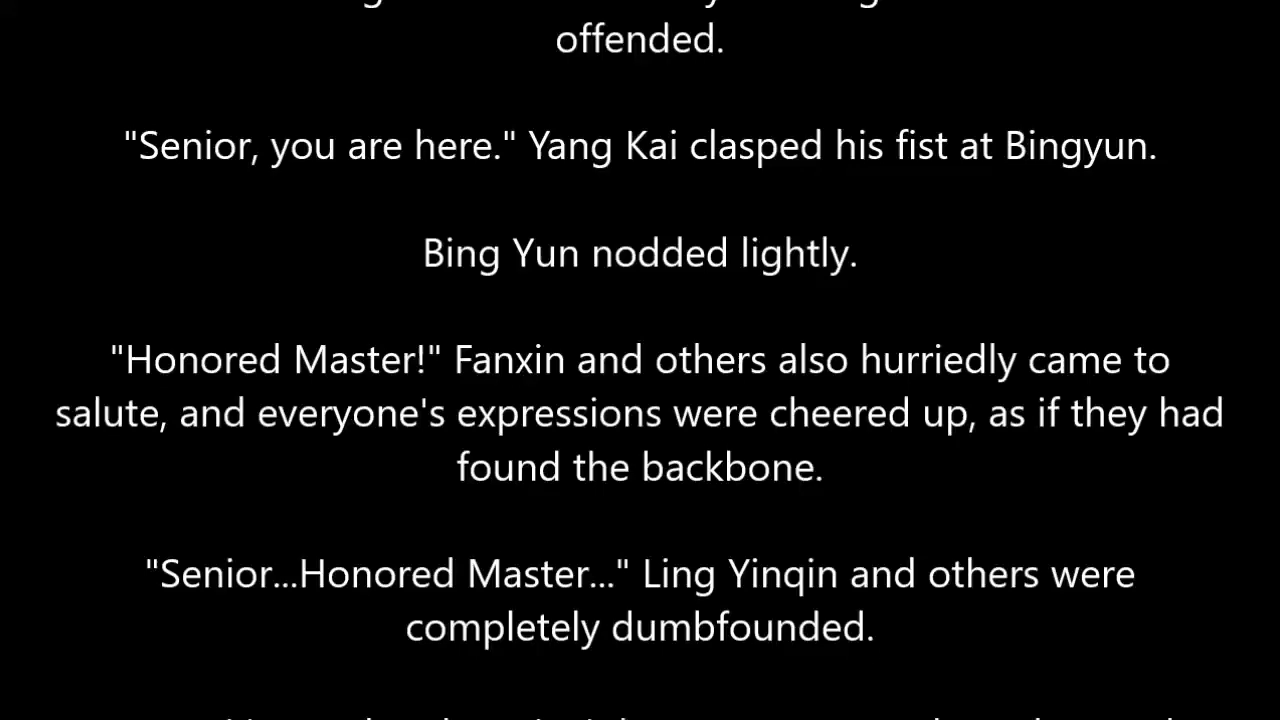 offended.
"Senior, you are here." Yang Kai clasped his fist at Bingyun.
Bing Yun nodded lightly.
"Honored Master!" Fanxin and others also hurriedly came to
salute, and everyone's expressions were cheered up, as if they had
found the backbone.
"Senior...Honored Master..." Ling Yinqin and others were
completely dumbfounded.